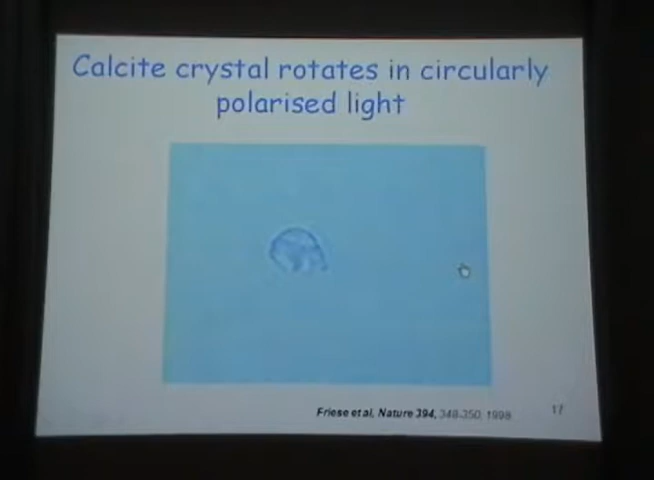 Calcite crystal rotates in circularly
polarised light
Friese et al, Nature 394, 348-350, 1998
17